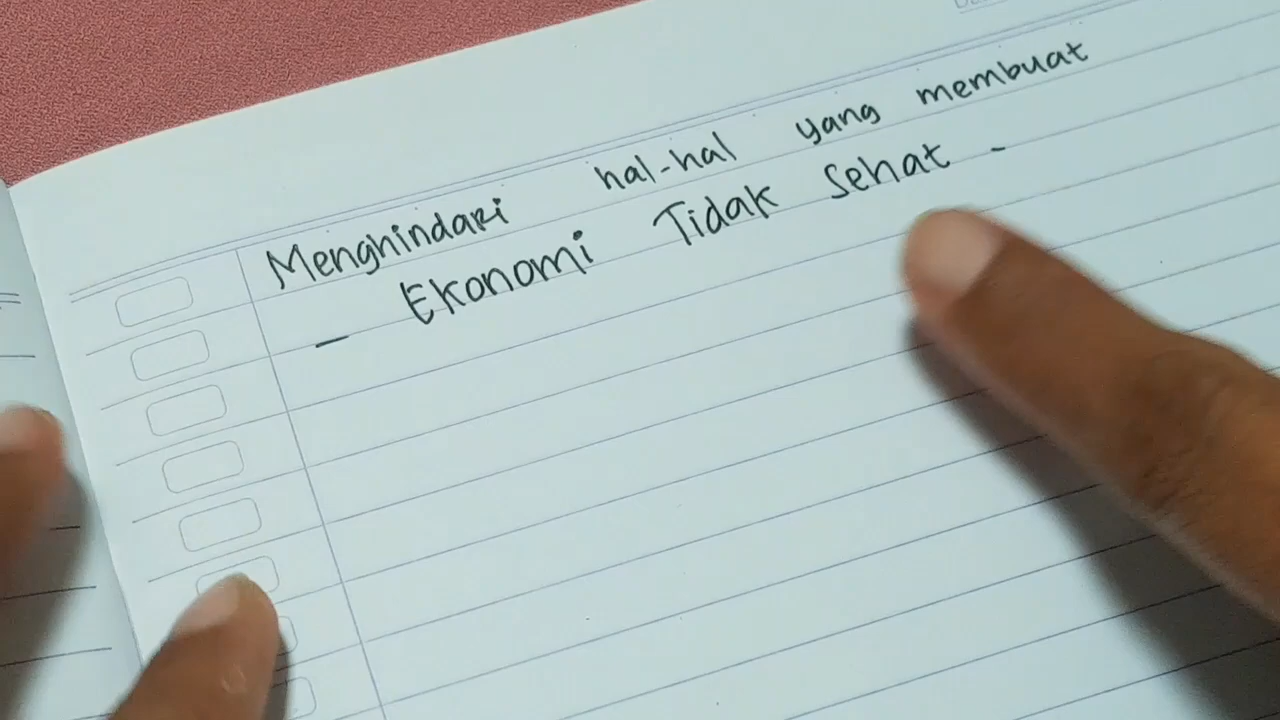 Menghindari hal-hal yang membuat
- Ekonomi Tidak Sehat -